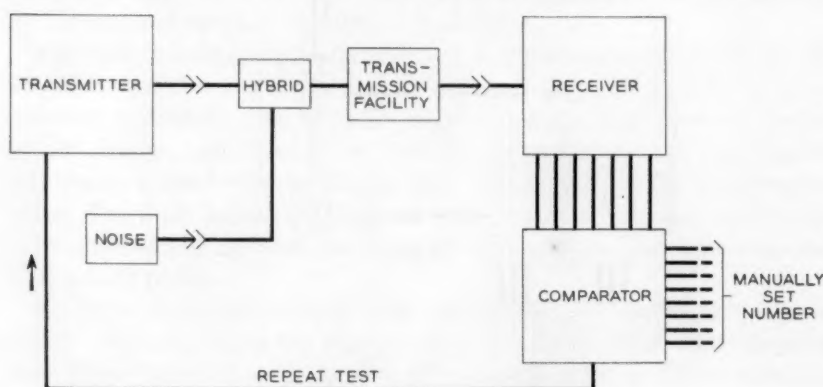 TRANSMITTER
HYBRID
TRANS-
MISSION
FACILITY
RECEIVER
NOISE
COMPARATOR
MANUALLY
SET
NUMBER
REPEAT TEST